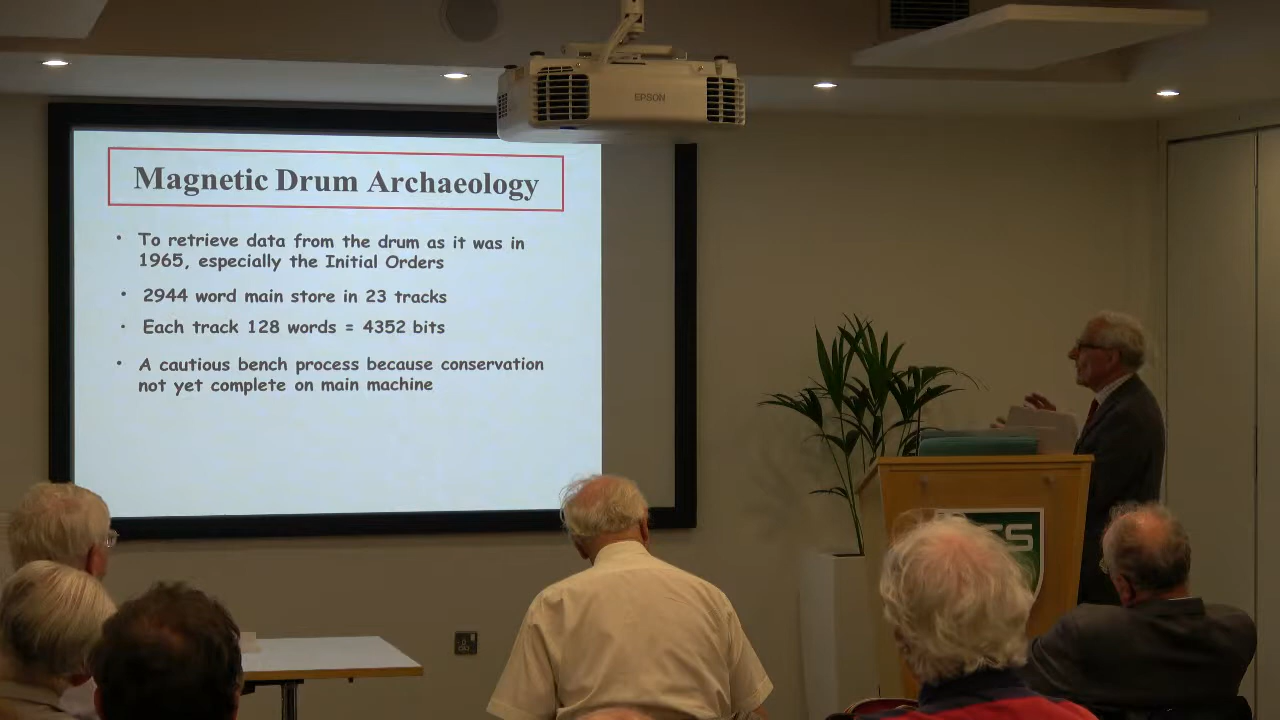 EPSON
Magnetic Drum Archaeology
• To retrieve data from the drum as it was in
1965, especially the Initial Orders
• 2944 word main store in 23 tracks
• Each track 128 words = 4352 bits
• A cautious bench process because conservation
not yet complete on main machine